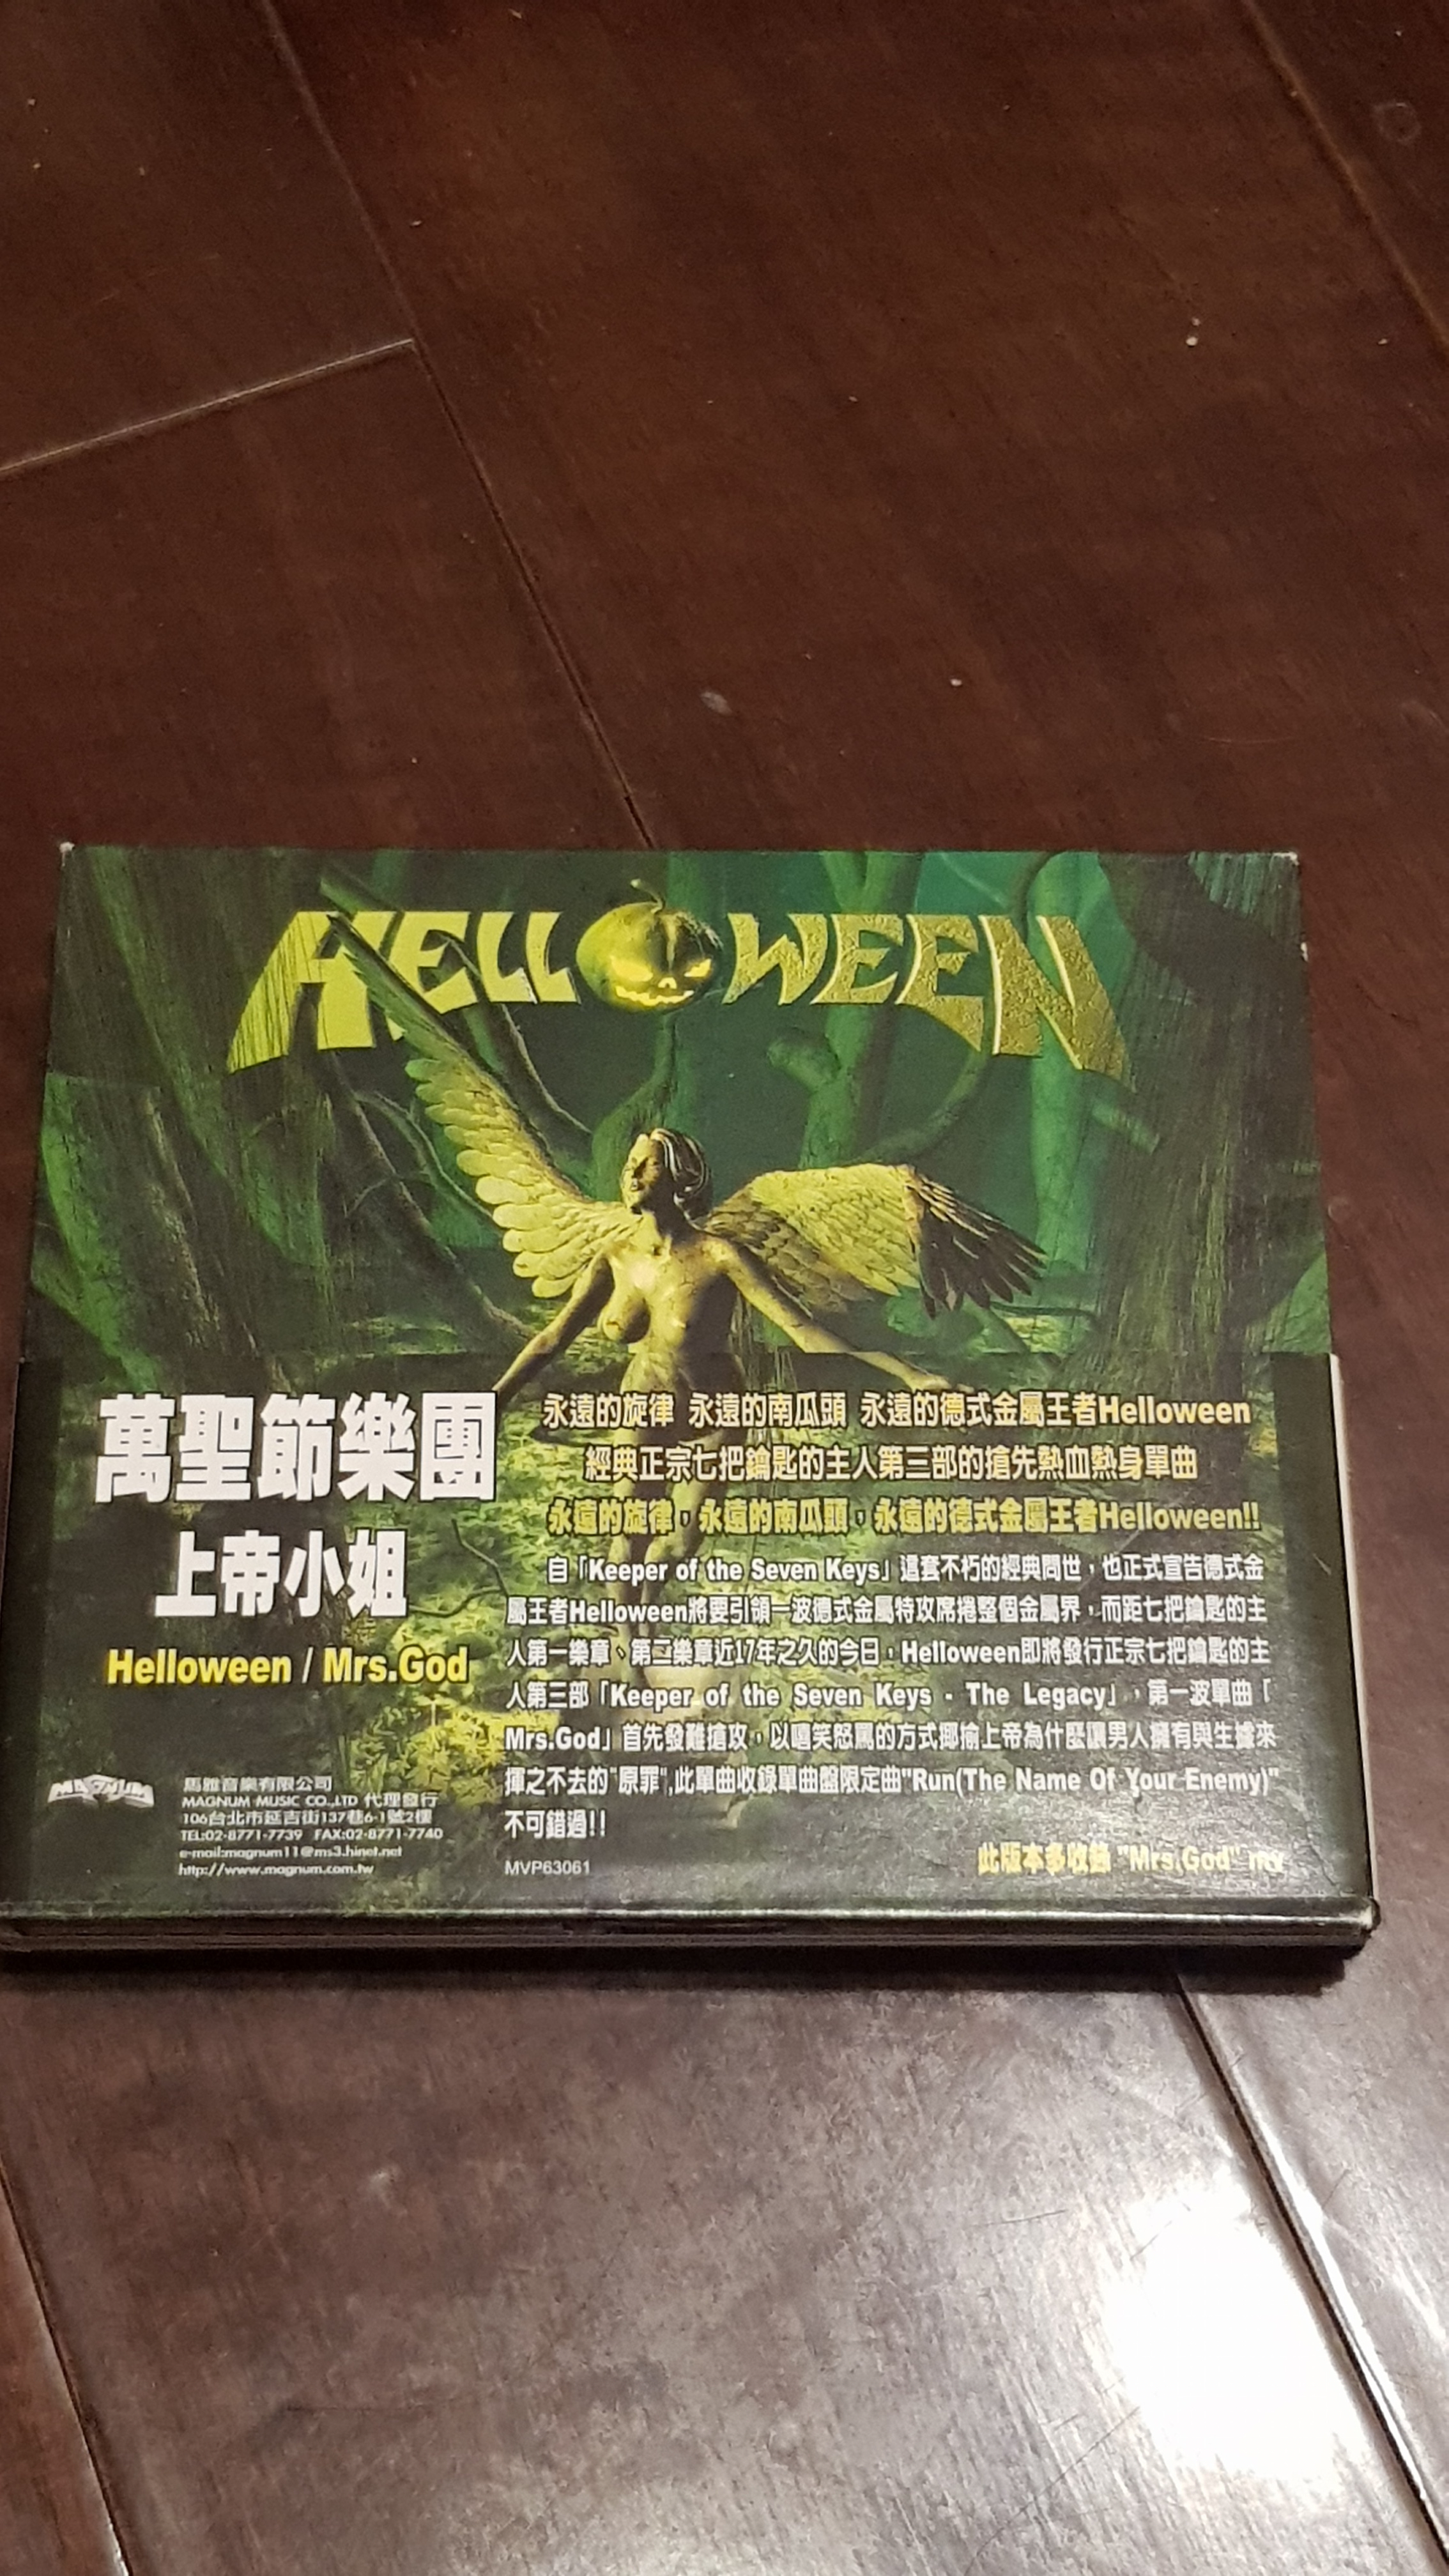 HELLOWEEN
萬聖節樂團
上帝小姐
Helloween / Mrs.God
永遠的旋律 永遠的南瓜頭 永遠的德式金屬王者Helloween
經典正宗七把鑰匙的主人第三部的搶先熱血熱身單曲
永遠的旋律，永遠的南瓜頭，永遠的德式金屬王者Helloween!!
自「Keeper of the Seven Keys」這套不朽的經典問世，也正式宣告德式金
屬王者Helloween將要引領一波德式金屬特攻席捲整個金屬界，而距七把鑰匙的主
人第一樂章、第二樂章近17年之久的今日，Helloween即將發行正宗七把鑰匙的主
人第三部「Keeper of the Seven Keys - The Legacy」，第一波單曲「
Mrs.God」首先發難搶攻，以嘻笑怒罵的方式揶揄上帝為什麼讓男人擁有與生據來
揮之不去的"原罪",此單曲收錄單曲盤限定曲"Run(The Name Of Your Enemy)"
不可錯過!!
此版本多收錄 "Mrs.God" mv
MVP63061
MAGNUM
馬雅音樂有限公司
MAGNUM MUSIC CO.,LTD 代理發行
106台北市延吉街137巷6-1號2樓
TEL:02-8771-7739 FAX:02-8771-7740
e-mail:magnum11@ms3.hinet.net
http://www.magnum.com.tw